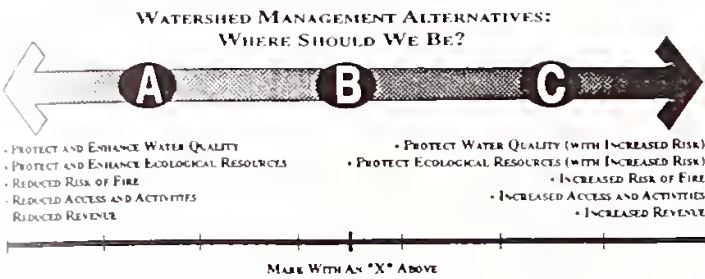 WATERSHED MANAGEMENT ALTERNATIVES:
WHERE SHOULD WE BE?
A B C
- PROTECT AND ENHANCE WATER QUALITY
- PROTECT AND ENHANCE ECOLOGICAL RESOURCES
- REDUCED RISK OF FIRE
- REDUCED ACCESS AND ACTIVITIES
REDUCED REVENUE
• PROTECT WATER QUALITY (WITH INCREASED RISK)
• PROTECT ECOLOGICAL RESOURCES (WITH INCREASED RISK)
• INCREASED RISK OF FIRE
• INCREASED ACCESS AND ACTIVITIES
• INCREASED REVENUE
MARK WITH AN "X" ABOVE